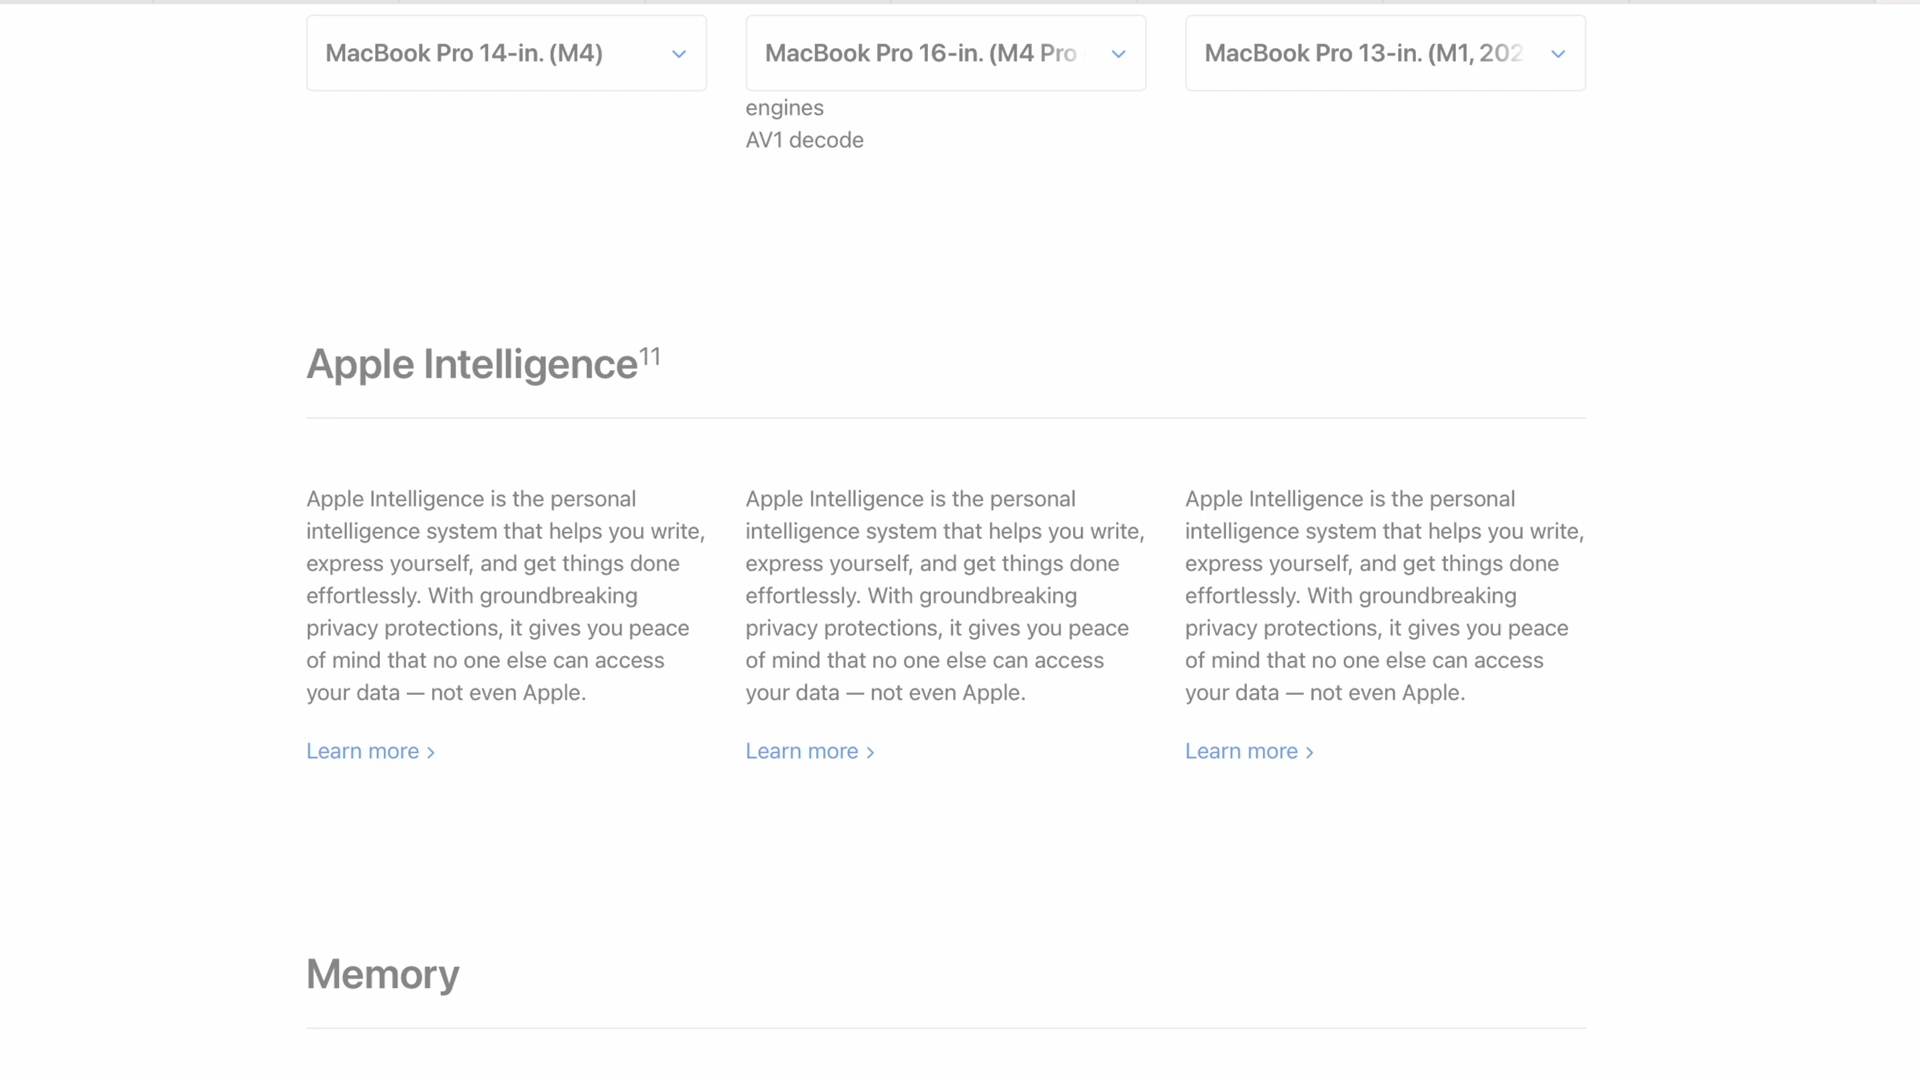 MacBook Pro 14-in. (M4)
MacBook Pro 16-in. (M4 Pro
MacBook Pro 13-in. (M1, 202
engines
AV1 decode
Apple Intelligence11
Apple Intelligence is the personal
intelligence system that helps you write,
express yourself, and get things done
effortlessly. With groundbreaking
privacy protections, it gives you peace
of mind that no one else can access
your data — not even Apple.
Learn more >
Apple Intelligence is the personal
intelligence system that helps you write,
express yourself, and get things done
effortlessly. With groundbreaking
privacy protections, it gives you peace
of mind that no one else can access
your data — not even Apple.
Learn more >
Apple Intelligence is the personal
intelligence system that helps you write,
express yourself, and get things done
effortlessly. With groundbreaking
privacy protections, it gives you peace
of mind that no one else can access
your data — not even Apple.
Learn more >
Memory